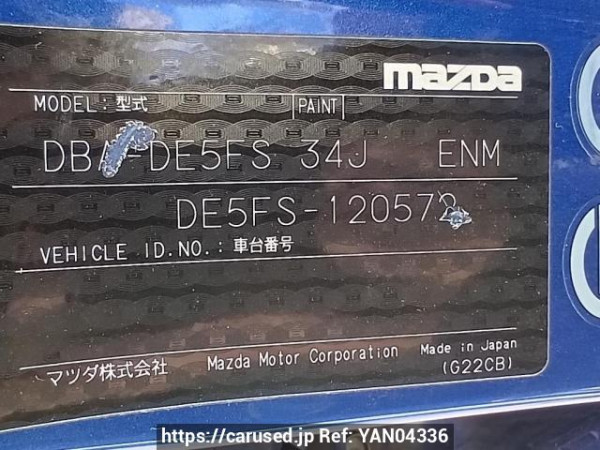 mazda
MODEL : 型式 PAINT
DBA-DE5FS 34J ENM
DE5FS-120572
VEHICLE ID.NO. : 車台番号
マツダ株式会社 Mazda Motor Corporation Made in Japan
(G22CB)
https://carused.jp Ref: YAN04336